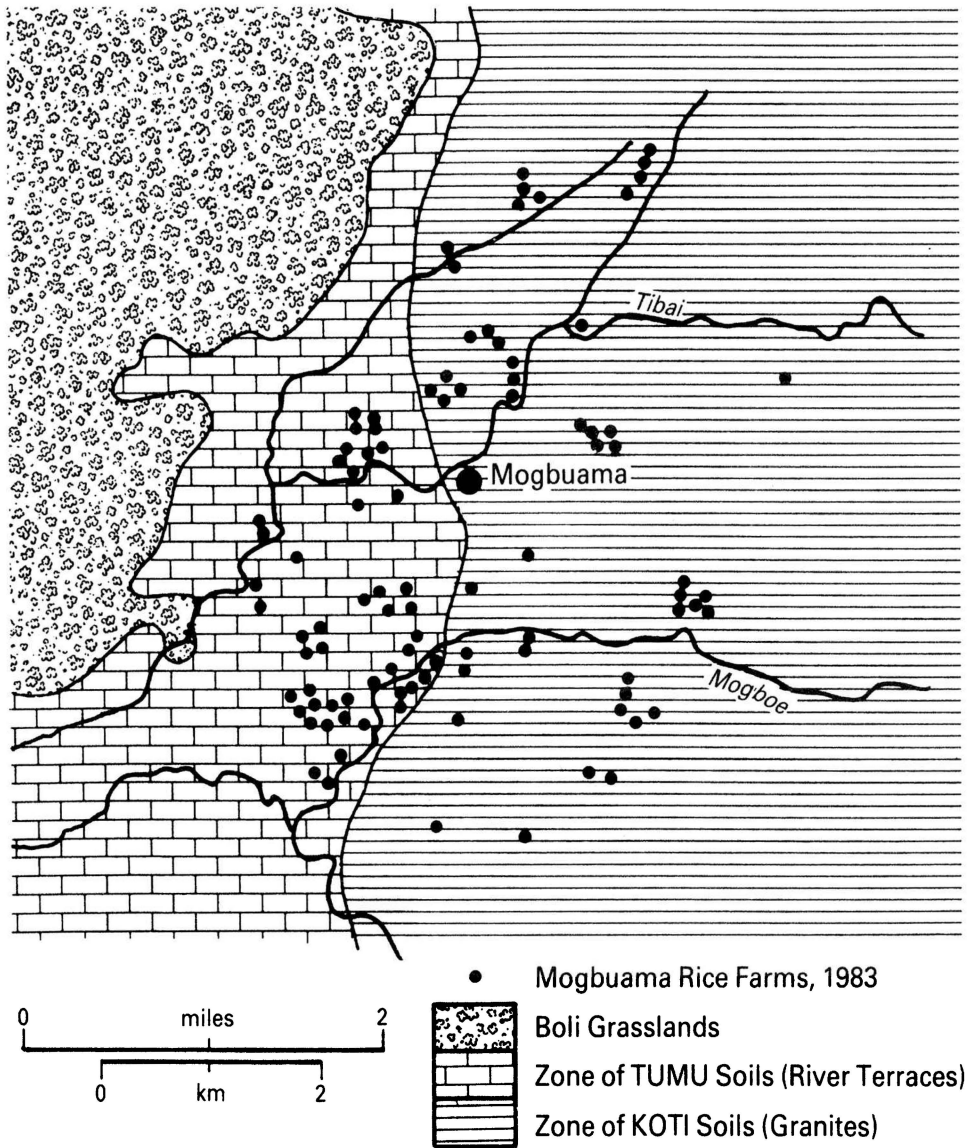 Tibai
Mogbuama
Mogboe
Mogbuama Rice Farms, 1983
0 miles 2
Boli Grasslands
Zone of TUMU Soils (River Terraces)
0 km 2
Zone of KOTI Soils (Granites)